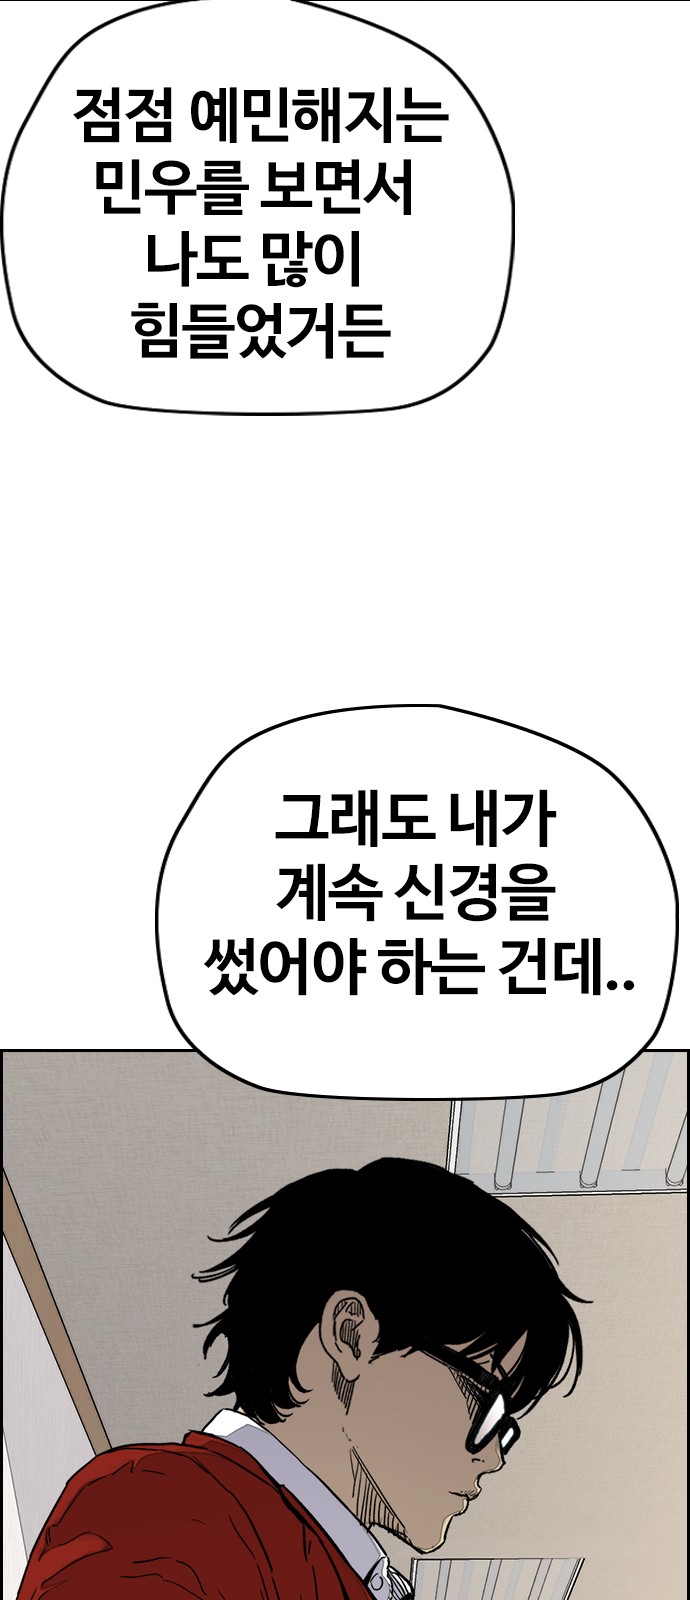 점점 예민해지는
민우를 보면서
나도 많이
힘들었거든
그래도 내가
계속 신경을
썼어야 하는 건데..